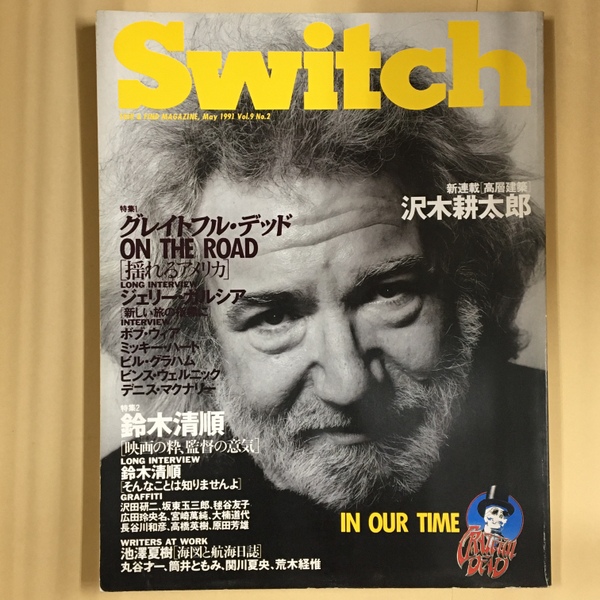 Switch
FIND MAGAZINE, May 1991 Vol.9 No.2
新連載[高層建築]
沢木耕太郎
特集1
グレイトフル・デッド
ON THE ROAD
[揺れるアメリカ]
LONG INTERVIEW
ジェリー・ガルシア
INTERVIEW
ボブ・ウィア
ミッキー・ハート
ビル・グラハム
ビンス・ウェルニック
デニス・マクナリー
特集2
鈴木清順
[映画の粋、監督の意気]
LONG INTERVIEW
鈴木清順
[そんなことは知りませんよ]
GRAFFITI
沢田研二、坂東玉三郎、毬谷友子
広田玲央名、宮崎萬純、大楠道代
長谷川和彦、高橋英樹、原田芳雄
WRITERS AT WORK
池澤夏樹[海図と航海日誌]
丸谷才一、筒井ともみ、関川夏央、荒木経惟
IN OUR TIME
GRATEFUL
DEAD